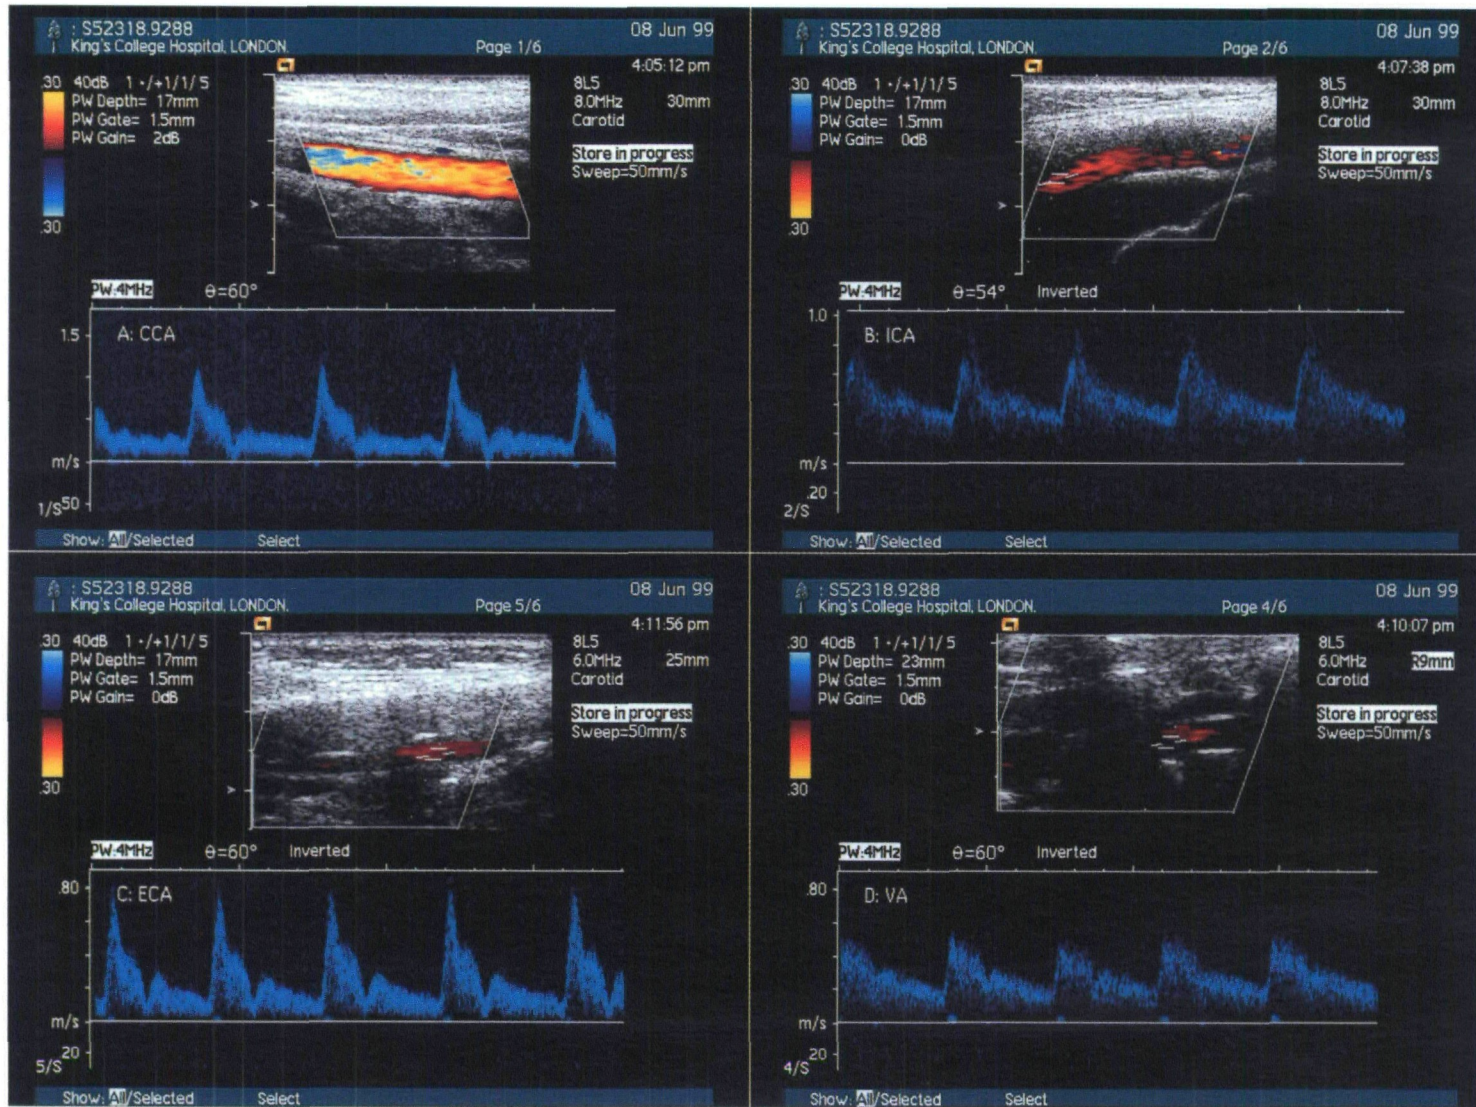 : S52318.9288 08 Jun 99
King's College Hospital, LONDON. Page 1/6
4:05:12 pm
.30 40dB 1 ·/+1/1/ 5 8L5
PW Depth= 17mm 8.0MHz 30mm
PW Gate= 1.5mm Carotid
PW Gain= 2dB
Store in progress
Sweep=50mm/s
.30
PW:4MHz θ=60°
1.5 A: CCA
m/s
1/S .50
Show: All/Selected Select
: S52318.9288 08 Jun 99
King's College Hospital, LONDON. Page 2/6
4:07:38 pm
.30 40dB 1 ·/+1/1/ 5 8L5
PW Depth= 17mm 8.0MHz 30mm
PW Gate= 1.5mm Carotid
PW Gain= 0dB
Store in progress
Sweep=50mm/s
.30
PW:4MHz θ=54° Inverted
1.0 B: ICA
m/s
.20
2/S
Show: All/Selected Select
: S52318.9288 08 Jun 99
King's College Hospital, LONDON. Page 5/6
4:11:56 pm
.30 40dB 1 ·/+1/1/ 5 8L5
PW Depth= 17mm 6.0MHz 25mm
PW Gate= 1.5mm Carotid
PW Gain= 0dB
Store in progress
Sweep=50mm/s
.30
PW:4MHz θ=60° Inverted
.80 C: ECA
m/s
.20
5/S
Show: All/Selected Select
: S52318.9288 08 Jun 99
King's College Hospital, LONDON. Page 4/6
4:10:07 pm
.30 40dB 1 ·/+1/1/ 5 8L5
PW Depth= 23mm 6.0MHz R9mm
PW Gate= 1.5mm Carotid
PW Gain= 0dB
Store in progress
Sweep=50mm/s
.30
PW:4MHz θ=60° Inverted
.80 D: VA
m/s
.20
4/S
Show: All/Selected Select